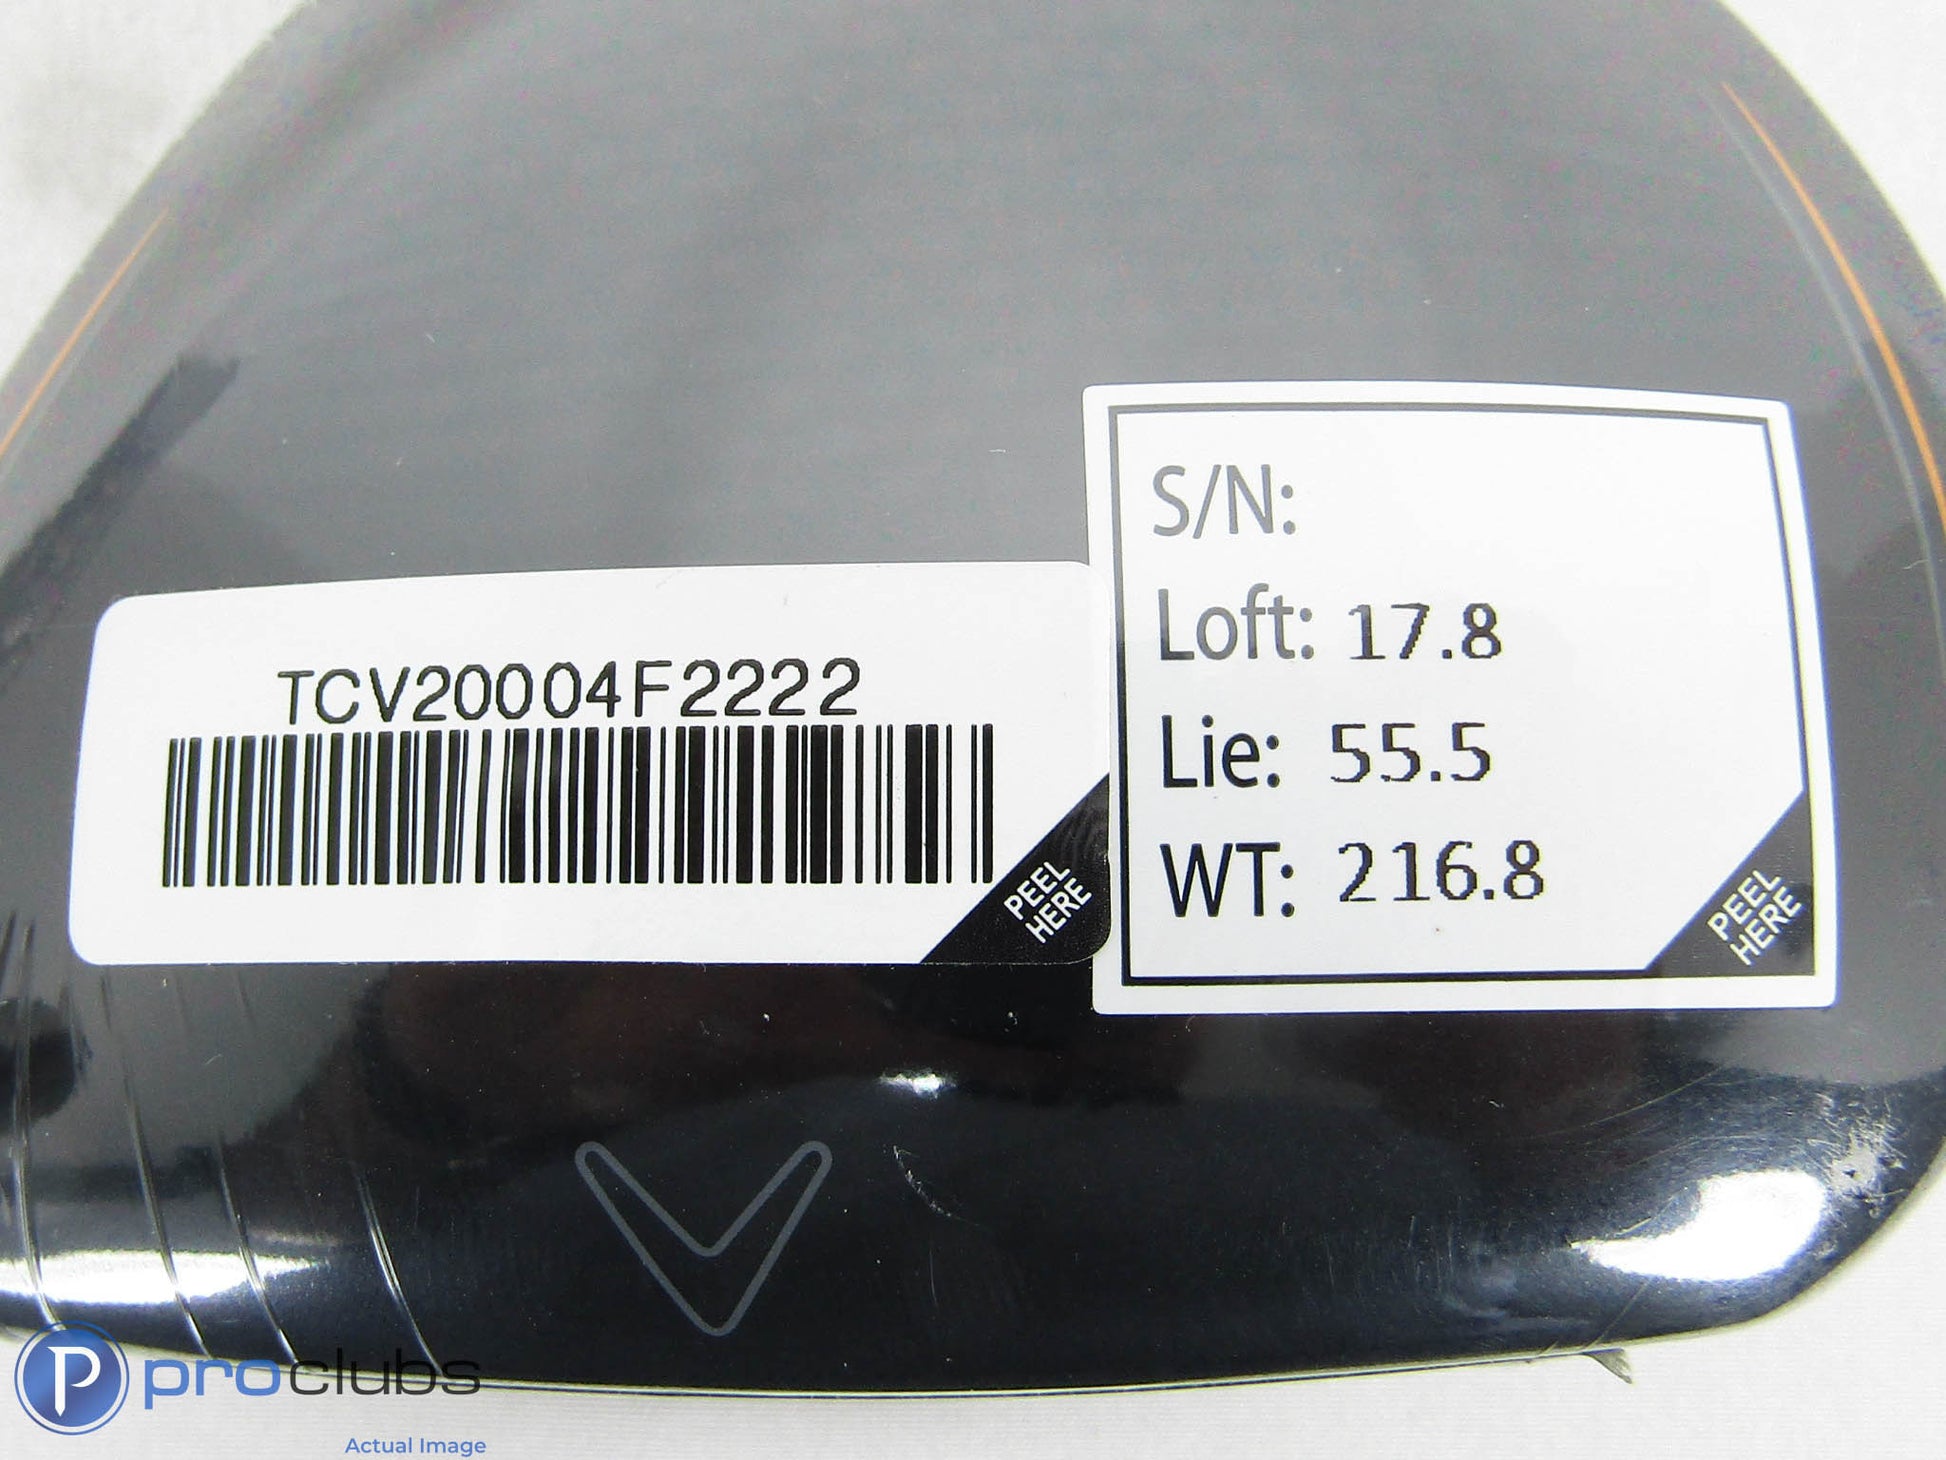 TCV20004F2222
PEEL
HERE
S/N:
Loft: 17.8
Lie: 55.5
WT: 216.8
PEEL
HERE
P proclubs
Actual Image